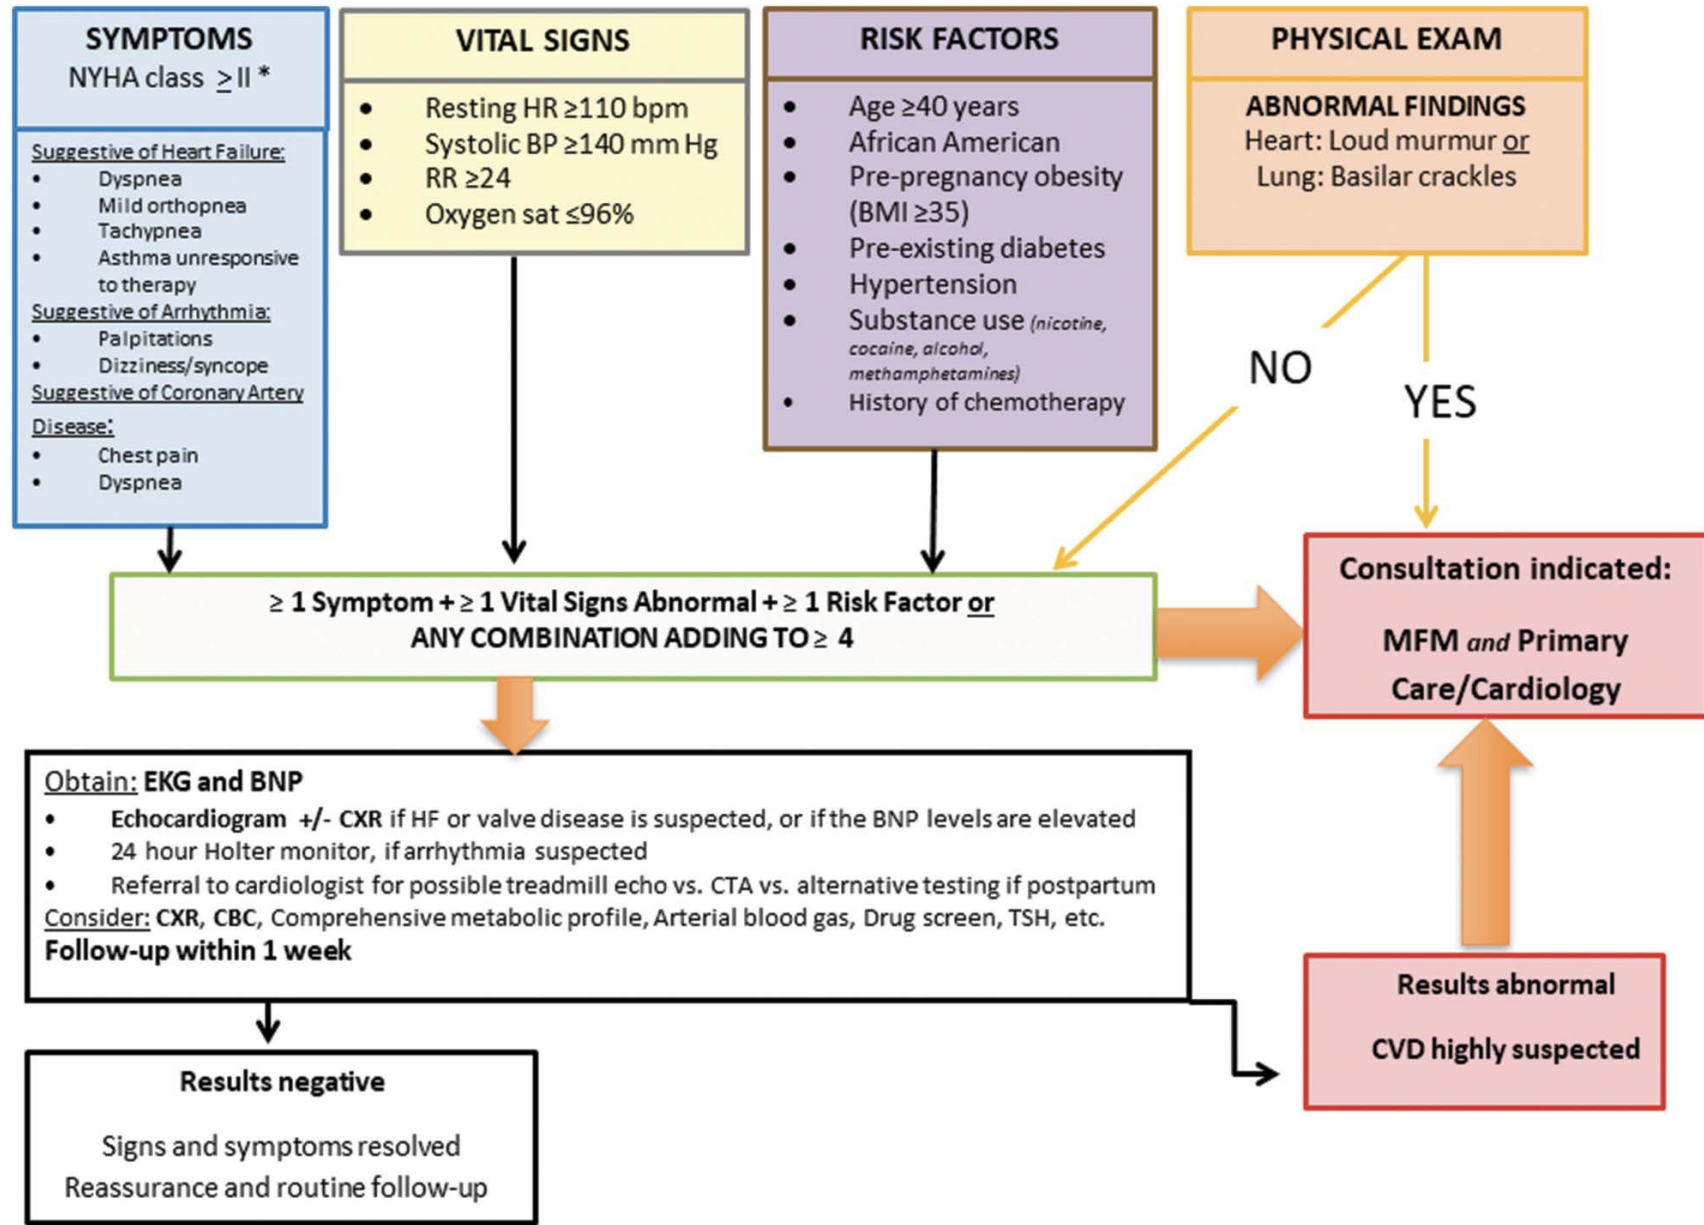 SYMPTOMS
NYHA class ≥ II *
Suggestive of Heart Failure:
• Dyspnea
• Mild orthopnea
• Tachypnea
• Asthma unresponsive
to therapy
Suggestive of Arrhythmia:
• Palpitations
• Dizziness/syncope
Suggestive of Coronary Artery
Disease:
• Chest pain
• Dyspnea
VITAL SIGNS
• Resting HR ≥110 bpm
• Systolic BP ≥140 mm Hg
• RR ≥24
• Oxygen sat ≤96%
RISK FACTORS
• Age ≥40 years
• African American
• Pre-pregnancy obesity
(BMI ≥35)
• Pre-existing diabetes
• Hypertension
• Substance use (nicotine,
cocaine, alcohol,
methamphetamines)
• History of chemotherapy
PHYSICAL EXAM
ABNORMAL FINDINGS
Heart: Loud murmur or
Lung: Basilar crackles
NO
YES
≥ 1 Symptom + ≥ 1 Vital Signs Abnormal + ≥ 1 Risk Factor or
ANY COMBINATION ADDING TO ≥ 4
Consultation indicated:
MFM and Primary
Care/Cardiology
Obtain: EKG and BNP
• Echocardiogram +/- CXR if HF or valve disease is suspected, or if the BNP levels are elevated
• 24 hour Holter monitor, if arrhythmia suspected
• Referral to cardiologist for possible treadmill echo vs. CTA vs. alternative testing if postpartum
Consider: CXR, CBC, Comprehensive metabolic profile, Arterial blood gas, Drug screen, TSH, etc.
Follow-up within 1 week
Results abnormal
CVD highly suspected
Results negative
Signs and symptoms resolved
Reassurance and routine follow-up